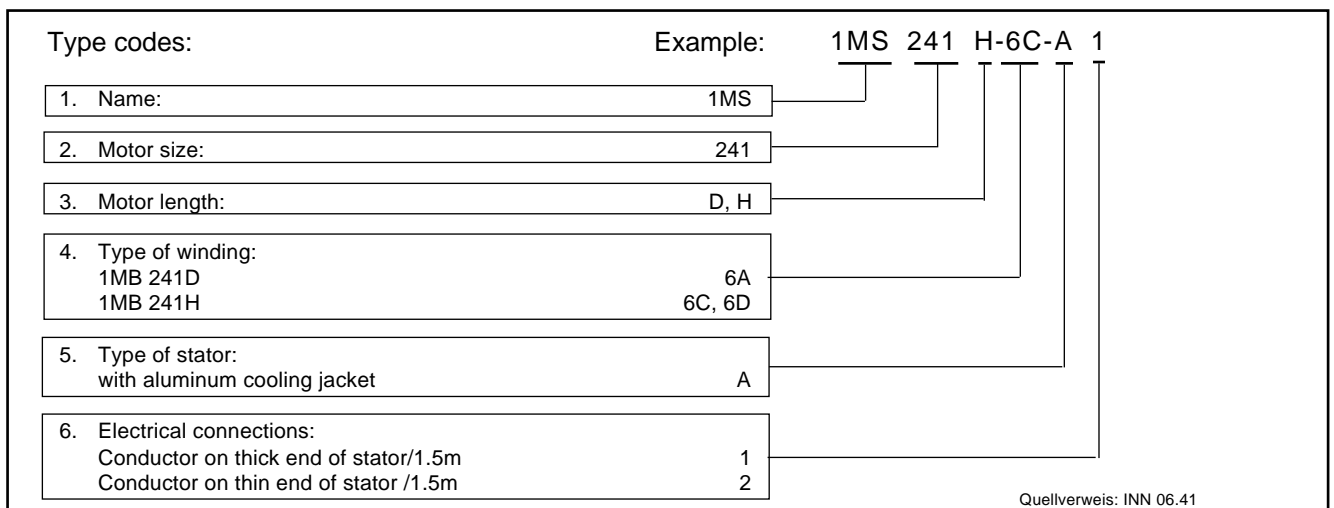 Type codes: Example: 1MS 241 H-6C-A 1
1. Name: 1MS
2. Motor size: 241
3. Motor length: D, H
4. Type of winding:
1MB 241D 6A
1MB 241H 6C, 6D
5. Type of stator:
with aluminum cooling jacket A
6. Electrical connections:
Conductor on thick end of stator/1.5m 1
Conductor on thin end of stator /1.5m 2
Quellverweis: INN 06.41